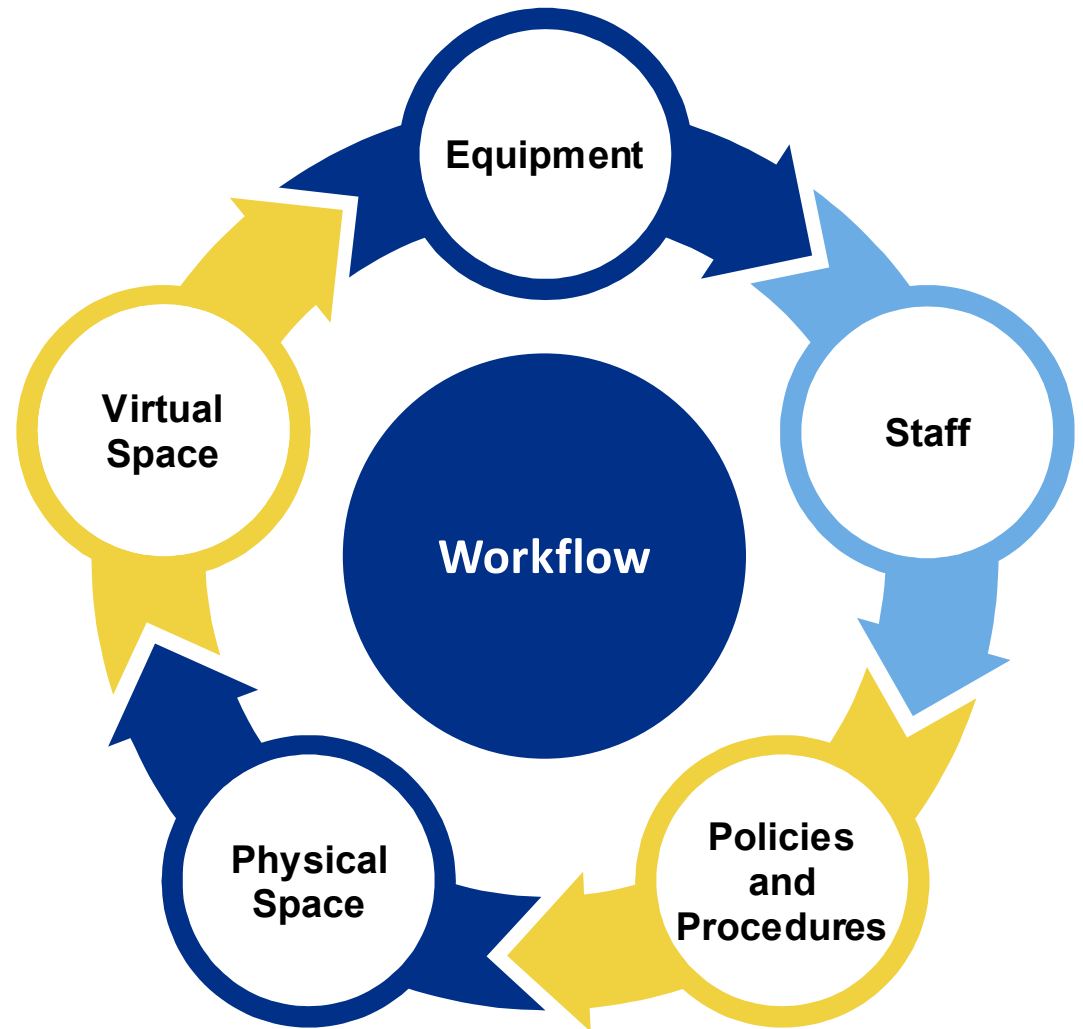 Equipment
Staff
Policies
and
Procedures
Physical
Space
Virtual
Space
Workflow